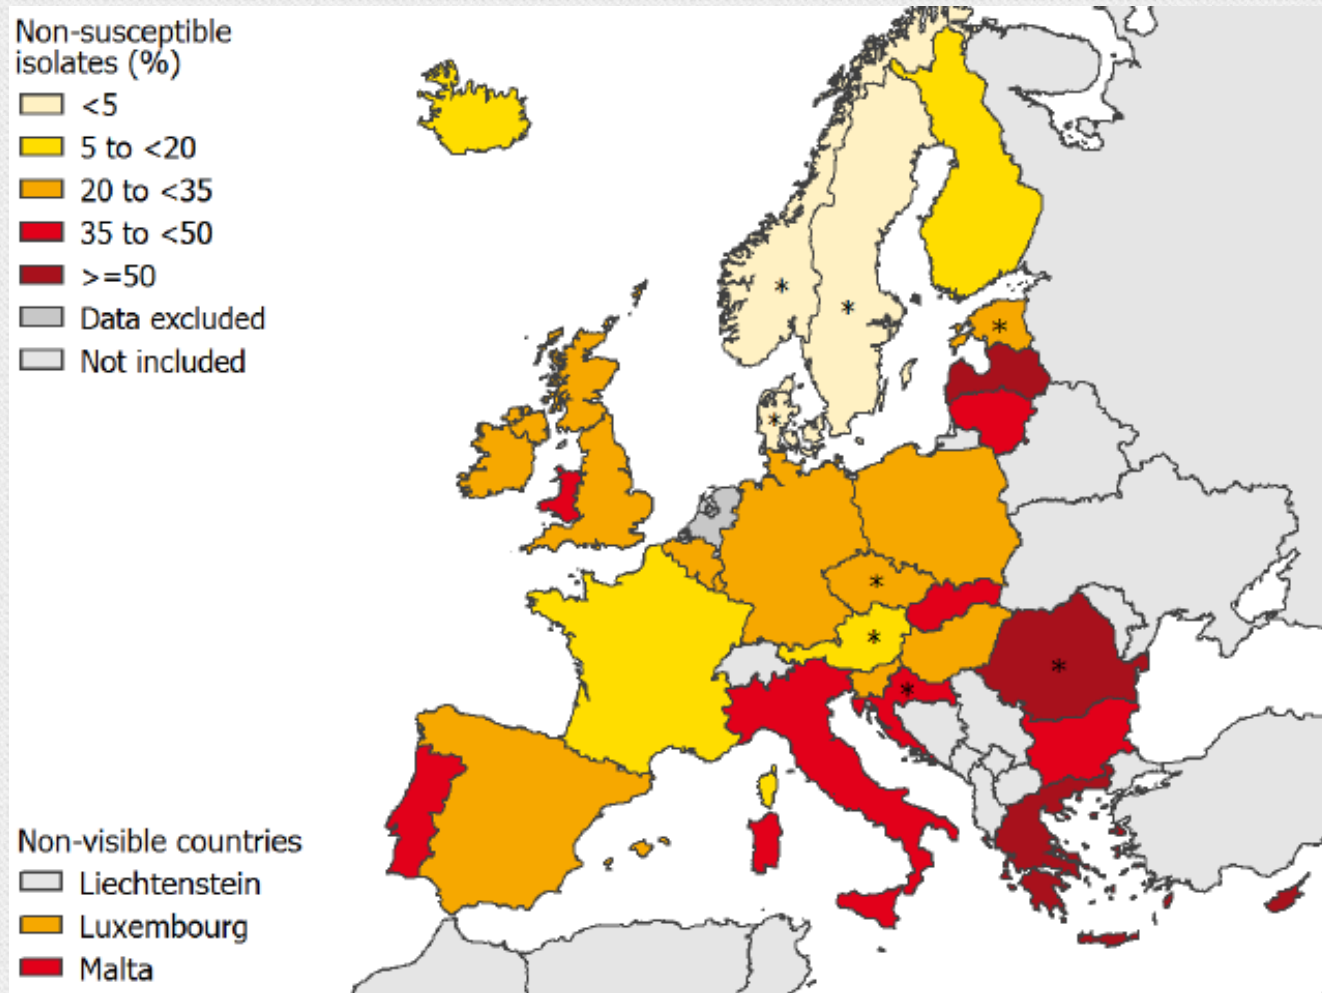 Non-susceptible
isolates (%)
<5
5 to <20
20 to <35
35 to <50
>=50
Data excluded
Not included
*
*
*
*
*
*
*
*
Non-visible countries
Liechtenstein
Luxembourg
Malta